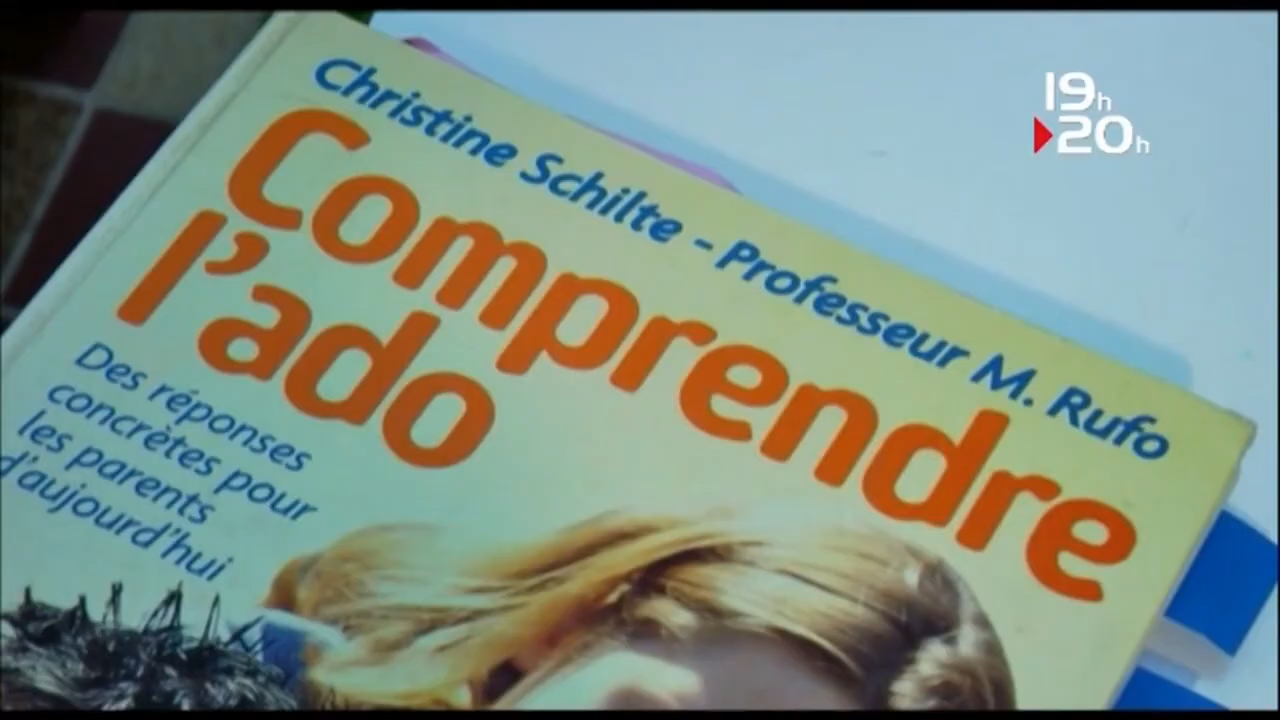 Christine Schilte - Professeur M. Rufo
Comprendre
l'ado
Des réponses
concrètes pour
les parents
d'aujourd'hui
19h
20h